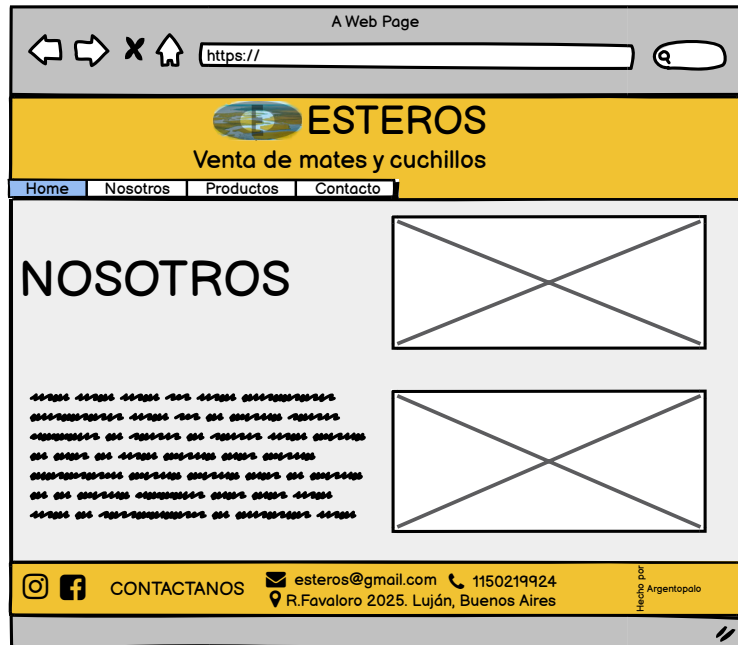 A Web Page
https://
E
ESTEROS
Venta de mates y cuchillos
Home Nosotros Productos Contacto
NOSOTROS
CONTACTANOS
esteros@gmail.com 1150219924
R.Favaloro 2025. Luján, Buenos Aires
Hecho por
Argentopalo